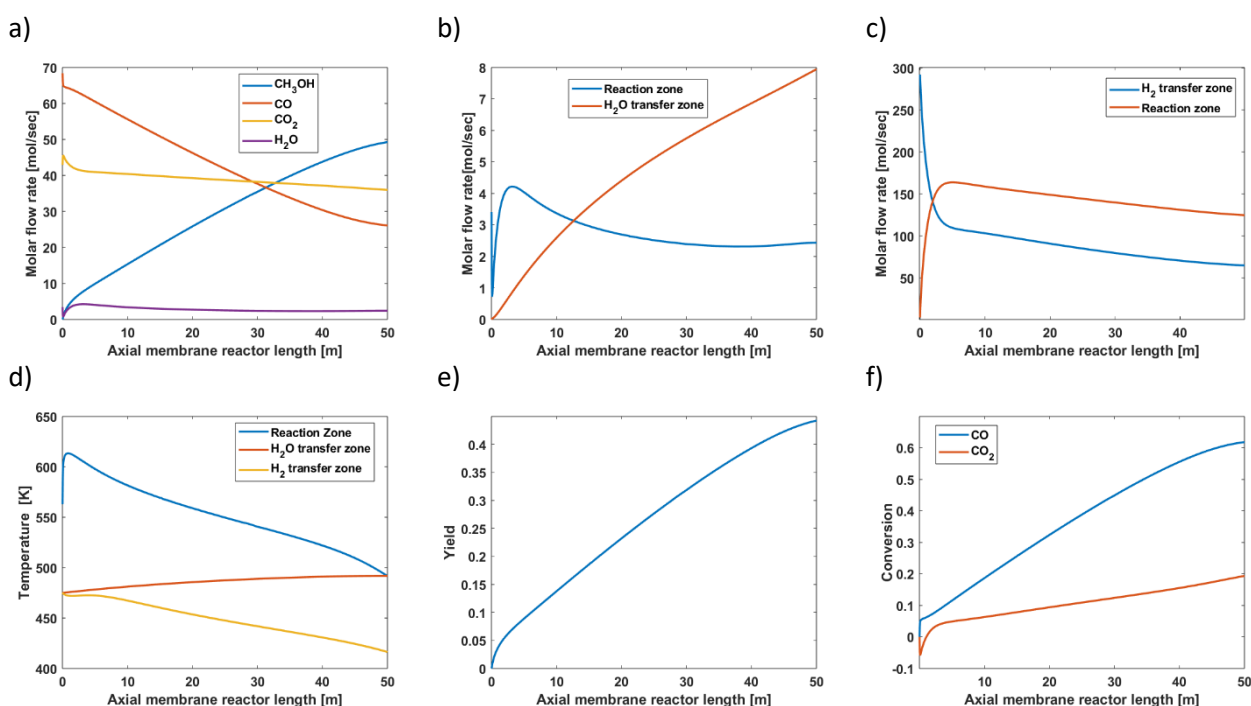 a)
70
60
50
40
30
20
10
0
0 10 20 30 40 50
Molar flow rate [mol/sec]
Axial membrane reactor length [m]
CH3OH
CO
CO2
H2O
b)
8
7
6
5
4
3
2
1
0
0 10 20 30 40 50
Molar flow rate[mol/sec]
Axial membrane reactor length [m]
Reaction zone
H2O transfer zone
c)
300
250
200
150
100
50
0 10 20 30 40
Molar flow rate [mol/sec]
Axial membrane reactor length [m]
H2 transfer zone
Reaction zone
d)
650
600
550
500
450
400
0 10 20 30 40 50
Temperature [K]
Axial membrane reactor length [m]
Reaction Zone
H2O transfer zone
H2 transfer zone
e)
0.4
0.35
0.3
0.25
0.2
0.15
0.1
0.05
0
0 10 20 30 40 50
Yield
Axial membrane reactor length [m]
f)
0.6
0.5
0.4
0.3
0.2
0.1
0
-0.1
10 20 30 40 50
Conversion
Axial membrane reactor length [m]
CO
CO2